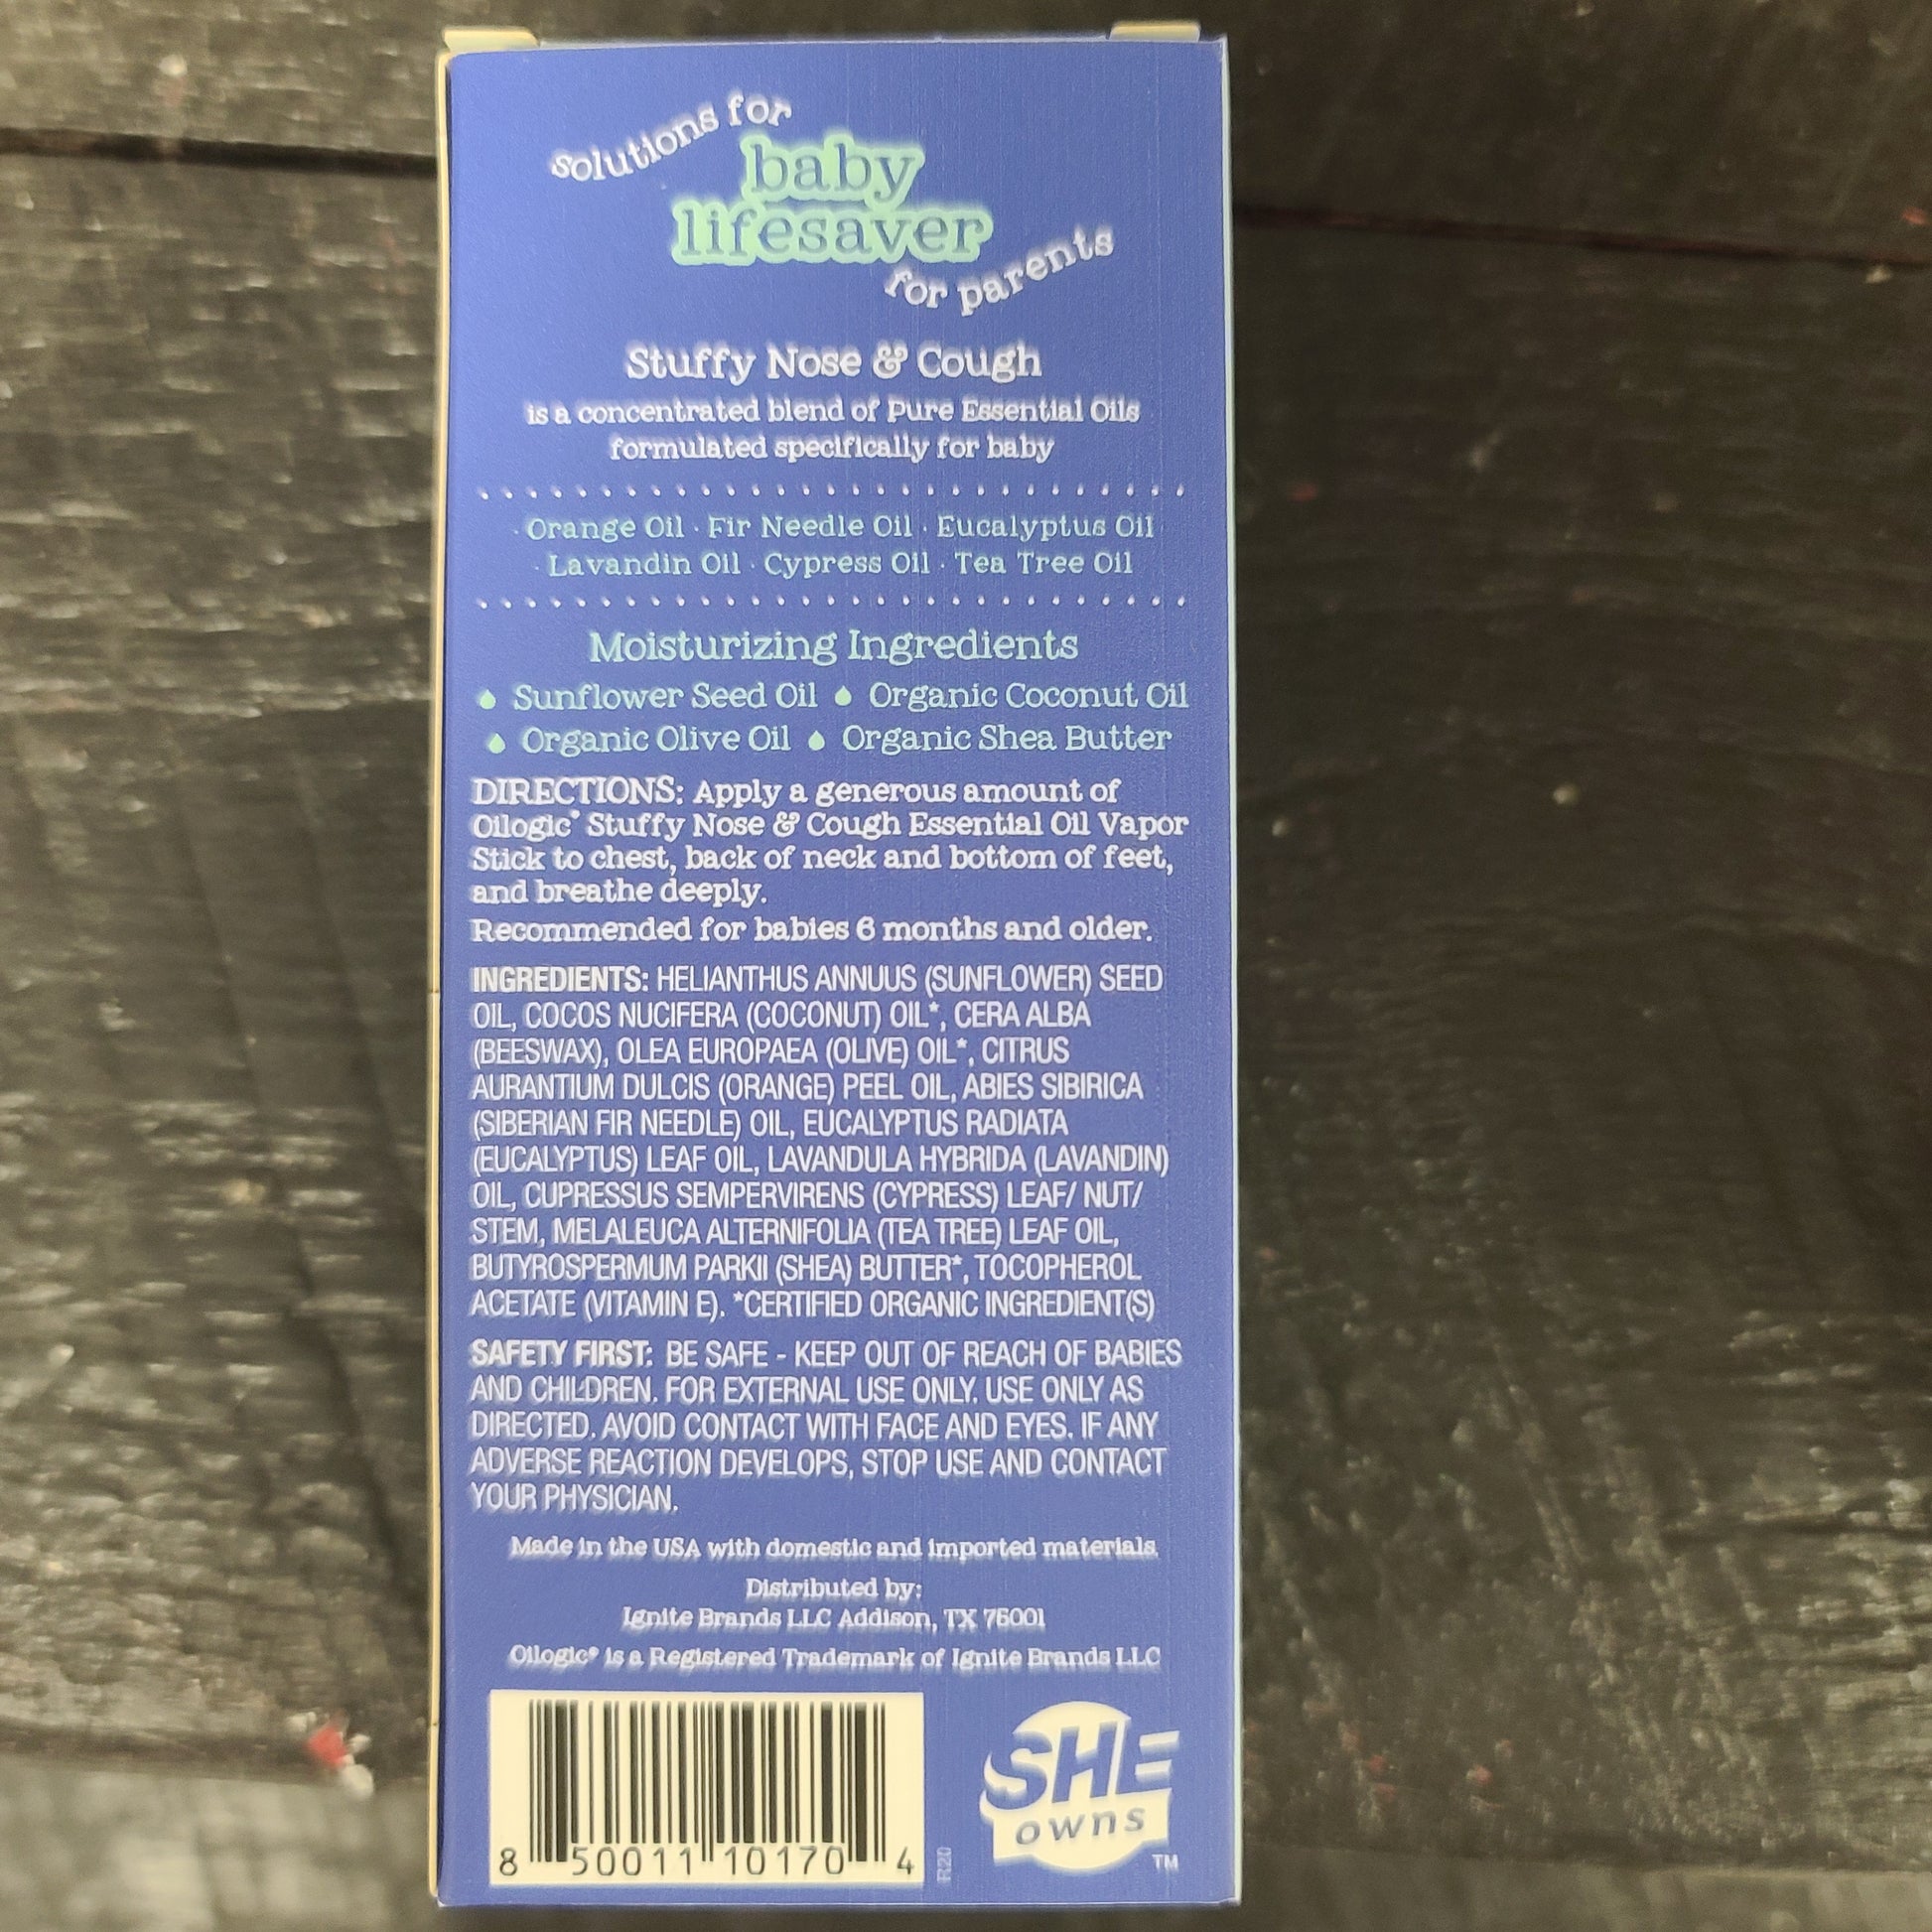 solutions for
baby
lifesaver
for parents
Stuffy Nose & Cough
is a concentrated blend of Pure Essential Oils
formulated specifically for baby
· Orange Oil · Fir Needle Oil · Eucalyptus Oil
· Lavandin Oil · Cypress Oil · Tea Tree Oil
Moisturizing Ingredients
Sunflower Seed Oil Organic Coconut Oil
Organic Olive Oil Organic Shea Butter
DIRECTIONS: Apply a generous amount of
Oilogic® Stuffy Nose & Cough Essential Oil Vapor
Stick to chest, back of neck and bottom of feet,
and breathe deeply.
Recommended for babies 6 months and older.
INGREDIENTS: HELIANTHUS ANNUUS (SUNFLOWER) SEED
OIL, COCOS NUCIFERA (COCONUT) OIL*, CERA ALBA
(BEESWAX), OLEA EUROPAEA (OLIVE) OIL*, CITRUS
AURANTIUM DULCIS (ORANGE) PEEL OIL, ABIES SIBIRICA
(SIBERIAN FIR NEEDLE) OIL, EUCALYPTUS RADIATA
(EUCALYPTUS) LEAF OIL, LAVANDULA HYBRIDA (LAVANDIN)
OIL, CUPRESSUS SEMPERVIRENS (CYPRESS) LEAF/ NUT/
STEM, MELALEUCA ALTERNIFOLIA (TEA TREE) LEAF OIL,
BUTYROSPERMUM PARKII (SHEA) BUTTER*, TOCOPHEROL
ACETATE (VITAMIN E). *CERTIFIED ORGANIC INGREDIENT(S)
SAFETY FIRST: BE SAFE - KEEP OUT OF REACH OF BABIES
AND CHILDREN. FOR EXTERNAL USE ONLY. USE ONLY AS
DIRECTED. AVOID CONTACT WITH FACE AND EYES. IF ANY
ADVERSE REACTION DEVELOPS, STOP USE AND CONTACT
YOUR PHYSICIAN.
Made in the USA with domestic and imported materials.
Distributed by:
Ignite Brands LLC Addison, TX 75001
Oilogic® is a Registered Trademark of Ignite Brands LLC
8 50011 10170 4
R20
SHE
owns
TM